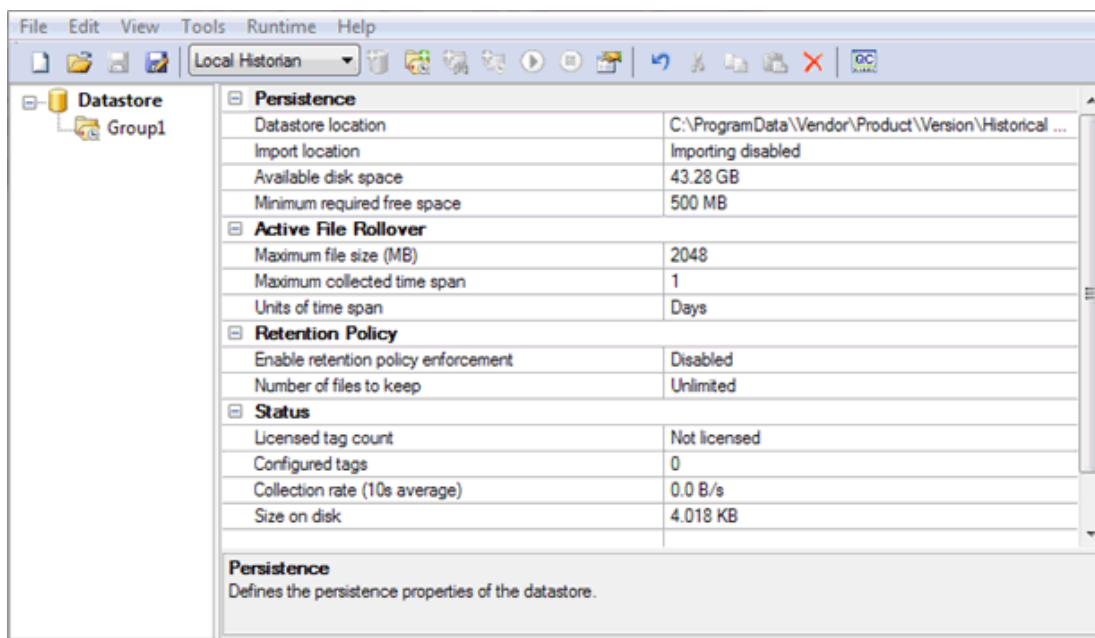 File Edit View Tools Runtime Help
Local Historian QC
Datastore
Group1
Persistence
Datastore location C:\ProgramData\Vendor\Product\Version\Historical ...
Import location Importing disabled
Available disk space 43.28 GB
Minimum required free space 500 MB
Active File Rollover
Maximum file size (MB) 2048
Maximum collected time span 1
Units of time span Days
Retention Policy
Enable retention policy enforcement Disabled
Number of files to keep Unlimited
Status
Licensed tag count Not licensed
Configured tags 0
Collection rate (10s average) 0.0 B/s
Size on disk 4.018 KB
Persistence
Defines the persistence properties of the datastore.